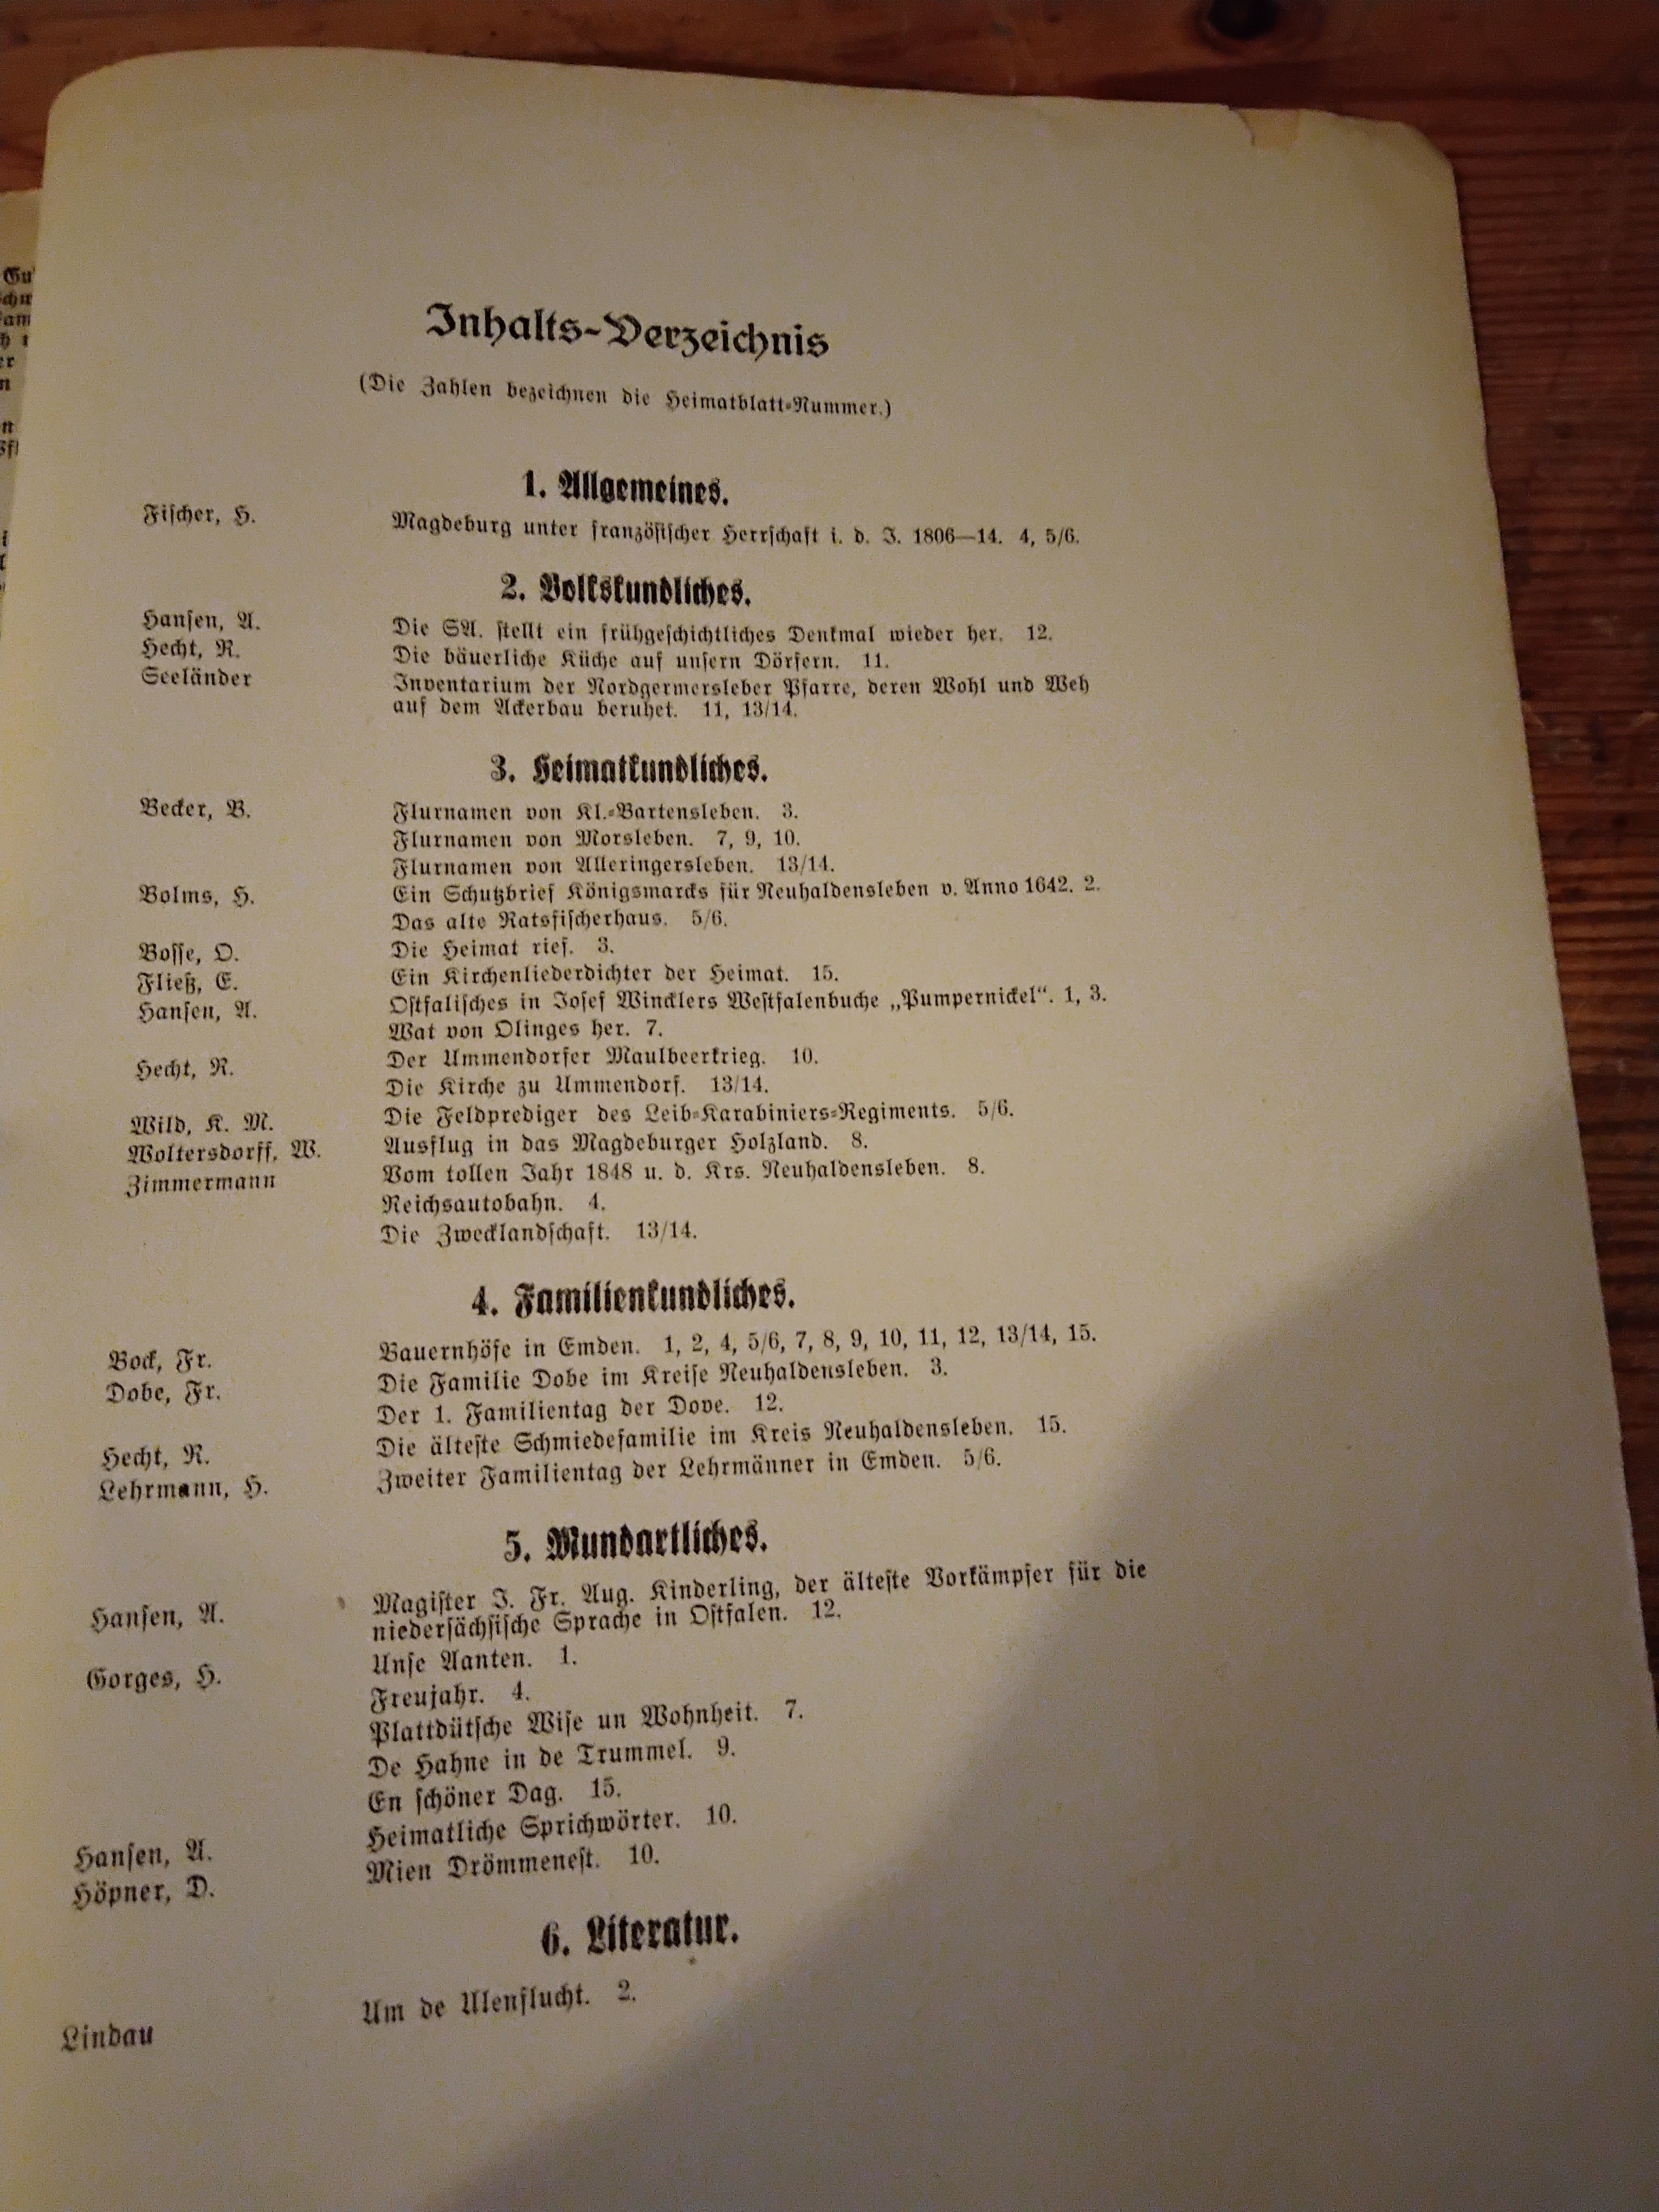 Inhalts-Verzeichnis
(Die Zahlen bezeichnen die Heimatblatt-Nummer.)
1. Allgemeines.
Fischer, H. Magdeburg unter französischer Herrschaft i. d. J. 1806—14. 4, 5/6.
2. Volkskundliches.
Hansen, A. Die SA. stellt ein frühgeschichtliches Denkmal wieder her. 12.
Hecht, R. Die bäuerliche Küche auf unsern Dörfern. 11.
Seeländer Inventarium der Nordgermersleber Pfarre, deren Wohl und Weh
auf dem Ackerbau beruhet. 11, 13/14.
3. Heimatkundliches.
Becker, B. Flurnamen von Kl.-Bartensleben. 3.
Flurnamen von Morsleben. 7, 9, 10.
Flurnamen von Alleringersleben. 13/14.
Bolms, H. Ein Schutzbrief Königsmarcks für Neuhaldensleben v. Anno 1642. 2.
Das alte Ratsfischerhaus. 5/6.
Bosse, O. Die Heimat rief. 3.
Fließ, E. Ein Kirchenliederdichter der Heimat. 15.
Hansen, A. Ostfalisches in Josef Wincklers Westfalenbuche „Pumpernickel“. 1, 3.
Wat von Olinges her. 7.
Hecht, R. Der Ummendorfer Maulbeerkrieg. 10.
Die Kirche zu Ummendorf. 13/14.
Wild, K. M. Die Feldprediger des Leib-Karabiniers-Regiments. 5/6.
Woltersdorff, W. Ausflug in das Magdeburger Holzland. 8.
Zimmermann Vom tollen Jahr 1848 u. d. Krs. Neuhaldensleben. 8.
Reichsautobahn. 4.
Die Zwecklandschaft. 13/14.
4. Familienkundliches.
Bock, Fr. Bauernhöfe in Emden. 1, 2, 4, 5/6, 7, 8, 9, 10, 11, 12, 13/14, 15.
Dobe, Fr. Die Familie Dobe im Kreise Neuhaldensleben. 3.
Der 1. Familientag der Dove. 12.
Hecht, R. Die älteste Schmiedefamilie im Kreis Neuhaldensleben. 15.
Lehrmann, H. Zweiter Familientag der Lehrmänner in Emden. 5/6.
5. Mundartliches.
Hansen, A. Magister J. Fr. Aug. Kinderling, der älteste Vorkämpfer für die
niedersächsische Sprache in Ostfalen. 12.
Gorges, H. Unse Aanten. 1.
Freujahr. 4.
Plattdütsche Wise un Wohnheit. 7.
De Hahne in de Trummel. 9.
En schöner Dag. 15.
Hansen, A. Heimatliche Sprichwörter. 10.
Höpner, D. Mien Drömmenest. 10.
6. Literatur.
Lindau Um de Ulenflucht. 2.